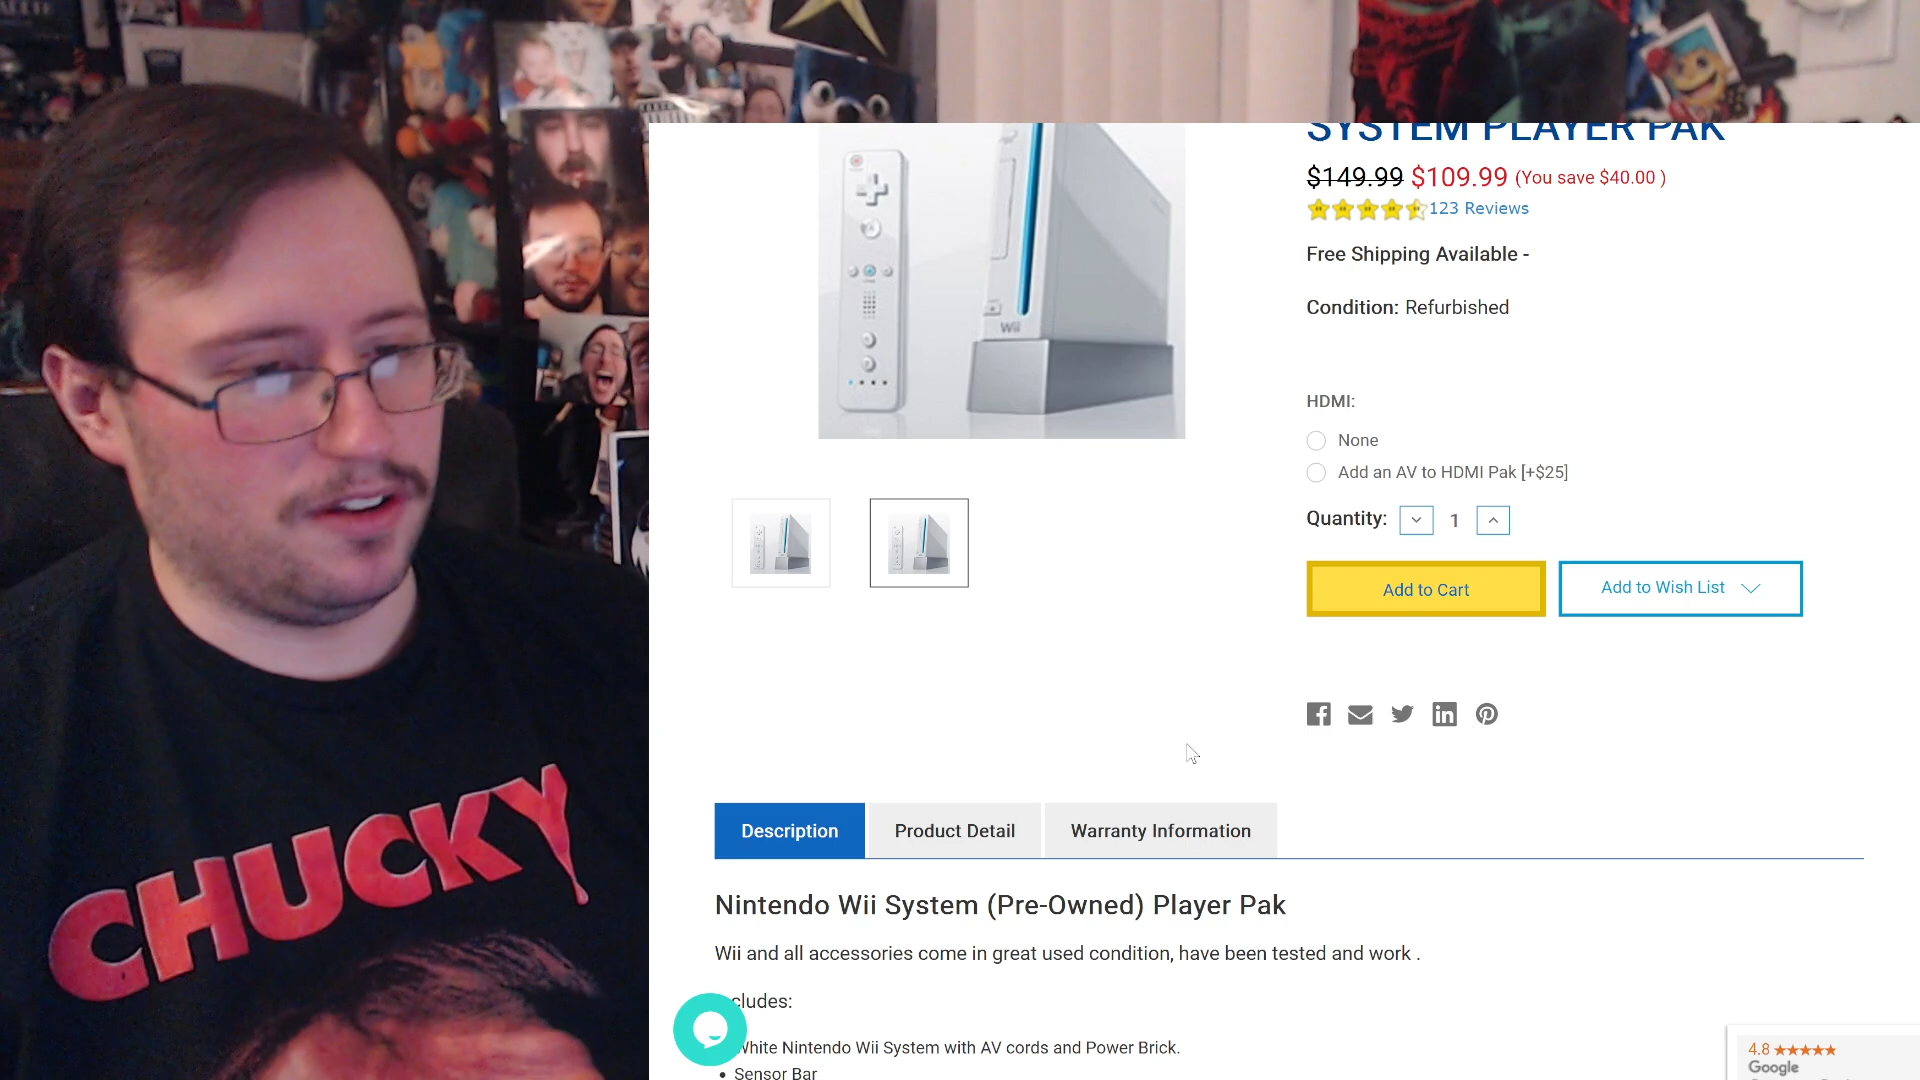 SYSTEM PLAYER PAK
$149.99 $109.99 (You save $40.00 )
123 Reviews
Free Shipping Available -
Condition: Refurbished
Wii
HDMI:
None
Add an AV to HDMI Pak [+$25]
Quantity: 1
Add to Cart
Add to Wish List
Description
Product Detail
Warranty Information
Nintendo Wii System (Pre-Owned) Player Pak
Wii and all accessories come in great used condition, have been tested and work .
cludes:
White Nintendo Wii System with AV cords and Power Brick.
• Sensor Bar
4.8
Google
CHUCKY